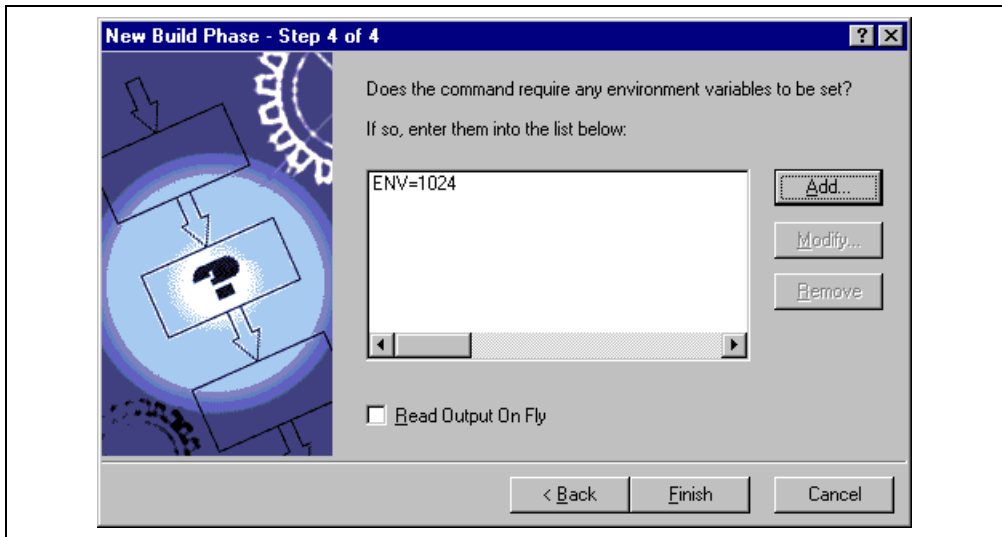 New Build Phase - Step 4 of 4
Does the command require any environment variables to be set?
If so, enter them into the list below:
ENV=1024
Add...
Modify...
Remove
Read Output On Fly
< Back
Finish
Cancel